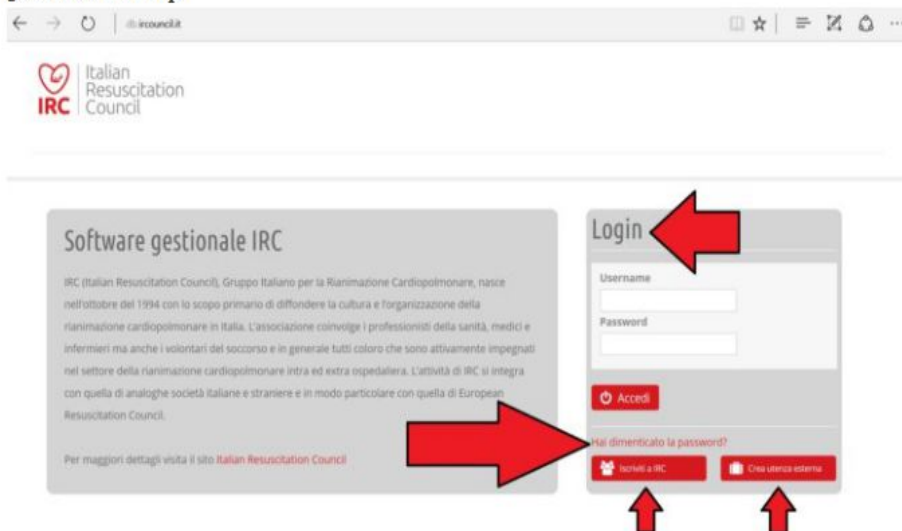 ircouncil.it
Italian
Resuscitation
IRC Council
Software gestionale IRC
IRC (Italian Resuscitation Council), Gruppo Italiano per la Rianimazione Cardiopolmonare, nasce
nell'ottobre del 1994 con lo scopo primario di diffondere la cultura e l'organizzazione della
rianimazione cardiopolmonare in Italia. L'associazione coinvolge i professionisti della sanità, medici e
infermieri ma anche i volontari del soccorso e in generale tutti coloro che sono attivamente impegnati
nel settore della rianimazione cardiopolmonare intra ed extra ospedaliera. L'attività di IRC si integra
con quella di analoghe società italiane e straniere e in modo particolare con quella di European
Resuscitation Council.
Per maggiori dettagli visita il sito Italian Resuscitation Council
Login
Username
Password
Accedi
Hai dimenticato la password?
Iscriviti a IRC
Crea utenza esterna